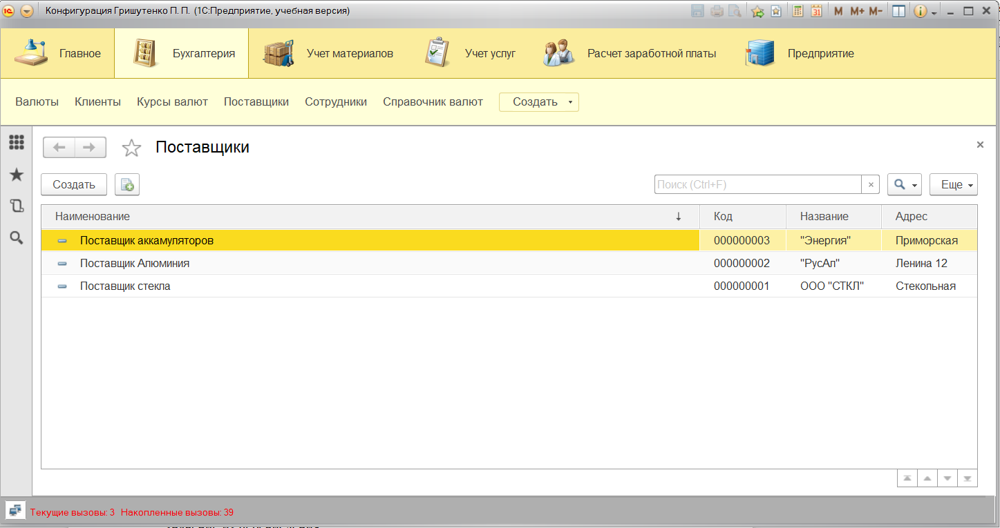 Конфигурация Гришутенко П. П. (1С:Предприятие, учебная версия)
31 M M+ M-
Главное Бухгалтерия Учет материалов Учет услуг Расчет заработной платы Предприятие
Валюты Клиенты Курсы валют Поставщики Сотрудники Справочник валют Создать
Поставщики
Создать Поиск (Ctrl+F) Еще
Наименование Код Название Адрес
Поставщик аккамуляторов 000000003 "Энергия" Приморская
Поставщик Алюминия 000000002 "РусАл" Ленина 12
Поставщик стекла 000000001 ООО "СТКЛ" Стекольная
Текущие вызовы: 3 Накопленные вызовы: 39